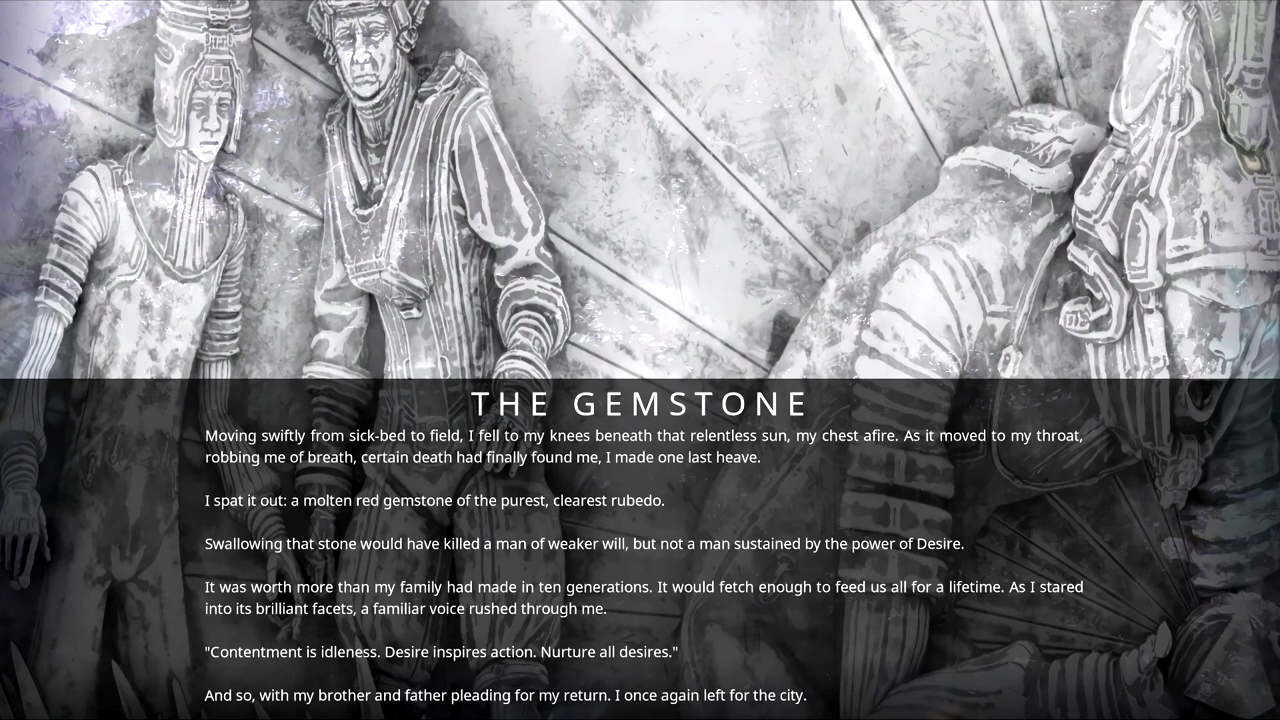 THE GEMSTONE
Moving swiftly from sick-bed to field, I fell to my knees beneath that relentless sun, my chest afire. As it moved to my throat,
robbing me of breath, certain death had finally found me, I made one last heave.
I spat it out: a molten red gemstone of the purest, clearest rubedo.
Swallowing that stone would have killed a man of weaker will, but not a man sustained by the power of Desire.
It was worth more than my family had made in ten generations. It would fetch enough to feed us all for a lifetime. As I stared
into its brilliant facets, a familiar voice rushed through me.
"Contentment is idleness. Desire inspires action. Nurture all desires."
And so, with my brother and father pleading for my return. I once again left for the city.